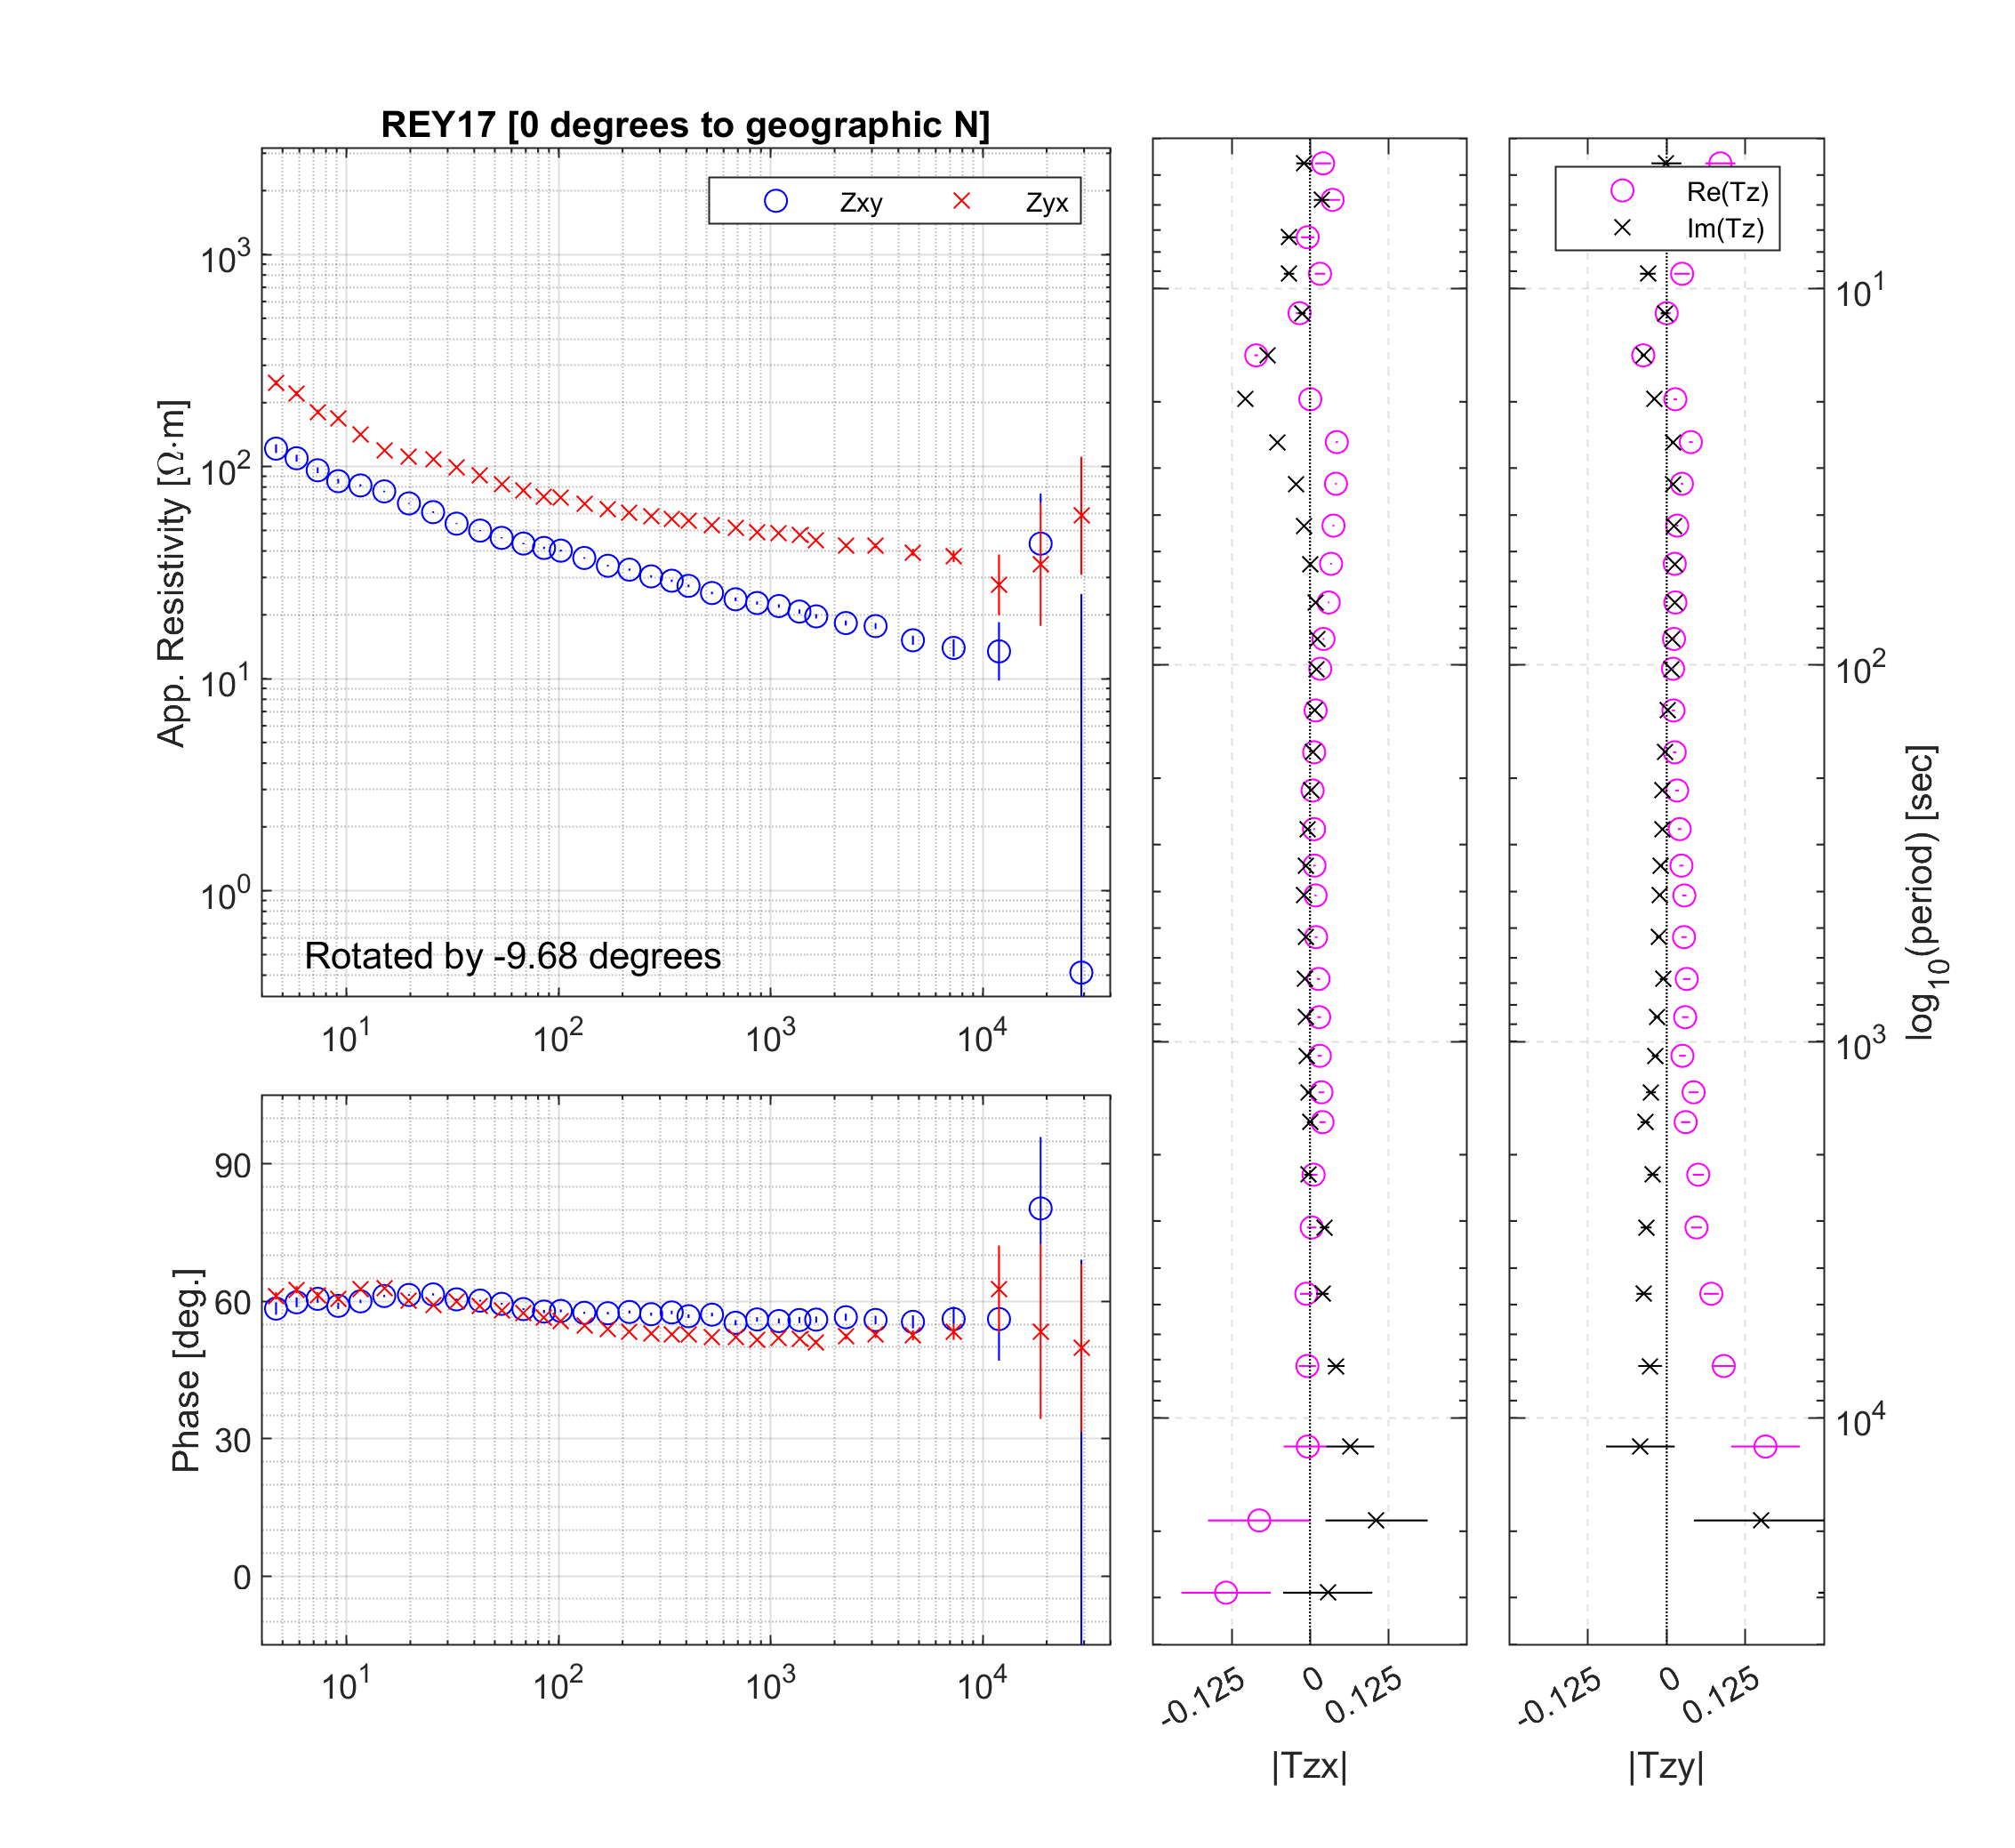 REY17 [0 degrees to geographic N]
Zxy
Zyx
App. Resistivity [Ω·m]
10³
10²
10¹
10⁰
Rotated by -9.68 degrees
10¹
10²
10³
10⁴
Phase [deg.]
90
60
30
0
10¹
10²
10³
10⁴
-0.125
0
0.125
|Tzx|
Re(Tz)
Im(Tz)
-0.125
0
0.125
|Tzy|
10¹
10²
10³
10⁴
log₁₀(period) [sec]